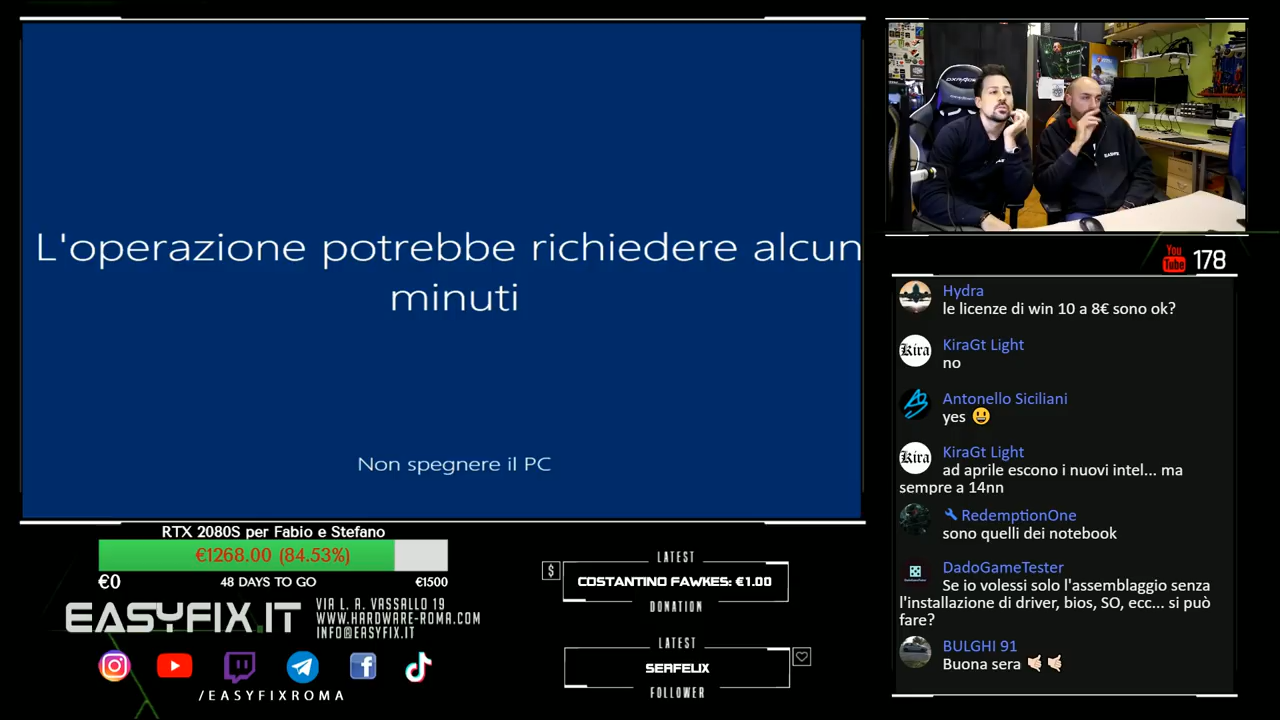 L'operazione potrebbe richiedere alcun
minuti
Non spegnere il PC
You
Tube
178
Hydra
le licenze di win 10 a 8€ sono ok?
KiraGt Light
no
Antonello Siciliani
yes 😃
KiraGt Light
ad aprile escono i nuovi intel... ma
sempre a 14nn
RedemptionOne
sono quelli dei notebook
DadoGameTester
Se io volessi solo l'assemblaggio senza
l'installazione di driver, bios, SO, ecc... si può
fare?
BULGHI 91
Buona sera 🤙🏻🤙🏻
Kira
Kira
RTX 2080S per Fabio e Stefano
€1268.00 (84.53%)
€0 48 DAYS TO GO €1500
EASYFIX.IT
VIA L. A. VASSALLO 19
WWW.HARDWARE-ROMA.COM
INFO@EASYFIX.IT
/EASYFIXROMA
LATEST
$ COSTANTINO FAWKES: €1.00
DONATION
LATEST
SERFELIX
FOLLOWER